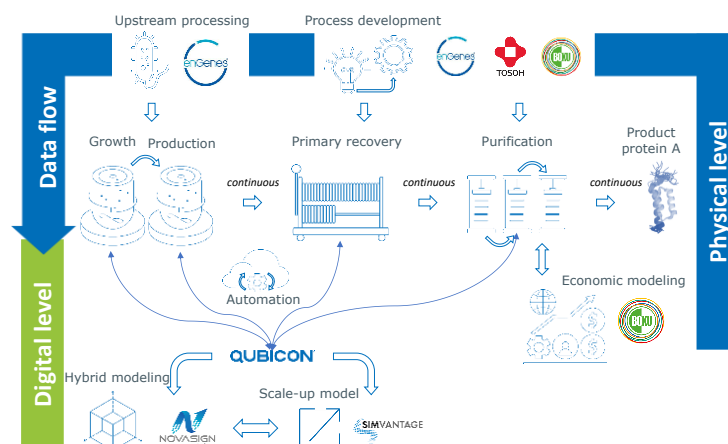 Upstream processing
Process development
enGenes
enGenes
TOSOH
BOKU
Data flow
Physical level
Growth
Production
Primary recovery
Purification
Product
protein A
continuous
continuous
continuous
Automation
Economic modeling
BOKU
Digital level
QUBICON
Hybrid modeling
Scale-up model
NOVASIGN
SIMVANTAGE